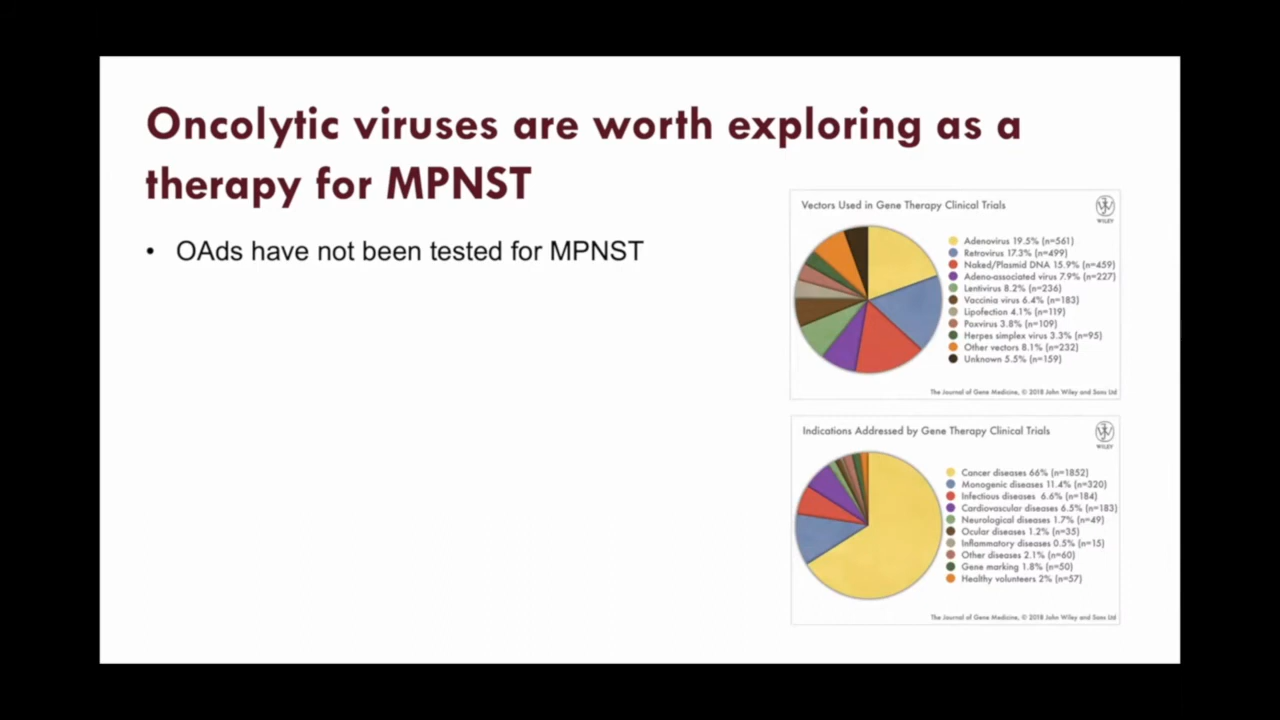 Oncolytic viruses are worth exploring as a
therapy for MPNST
• OAds have not been tested for MPNST
Vectors Used in Gene Therapy Clinical Trials
WILEY
Adenovirus 19.5% (n=561)
Retrovirus 17.3% (n=499)
Naked/Plasmid DNA 15.9% (n=459)
Adeno-associated virus 7.9% (n=227)
Lentivirus 8.2% (n=236)
Vaccinia virus 6.4% (n=183)
Lipofection 4.1% (n=119)
Poxvirus 3.8% (n=109)
Herpes simplex virus 3.3% (n=95)
Other vectors 8.1% (n=232)
Unknown 5.5% (n=159)
The Journal of Gene Medicine, © 2018 John Wiley and Sons Ltd
Indications Addressed by Gene Therapy Clinical Trials
WILEY
Cancer diseases 66% (n=1852)
Monogenic diseases 11.4% (n=320)
Infectious diseases 6.6% (n=184)
Cardiovascular diseases 6.5% (n=183)
Neurological diseases 1.7% (n=49)
Ocular diseases 1.2% (n=35)
Inflammatory diseases 0.5% (n=15)
Other diseases 2.1% (n=60)
Gene marking 1.8% (n=50)
Healthy volunteers 2% (n=57)
The Journal of Gene Medicine, © 2018 John Wiley and Sons Ltd